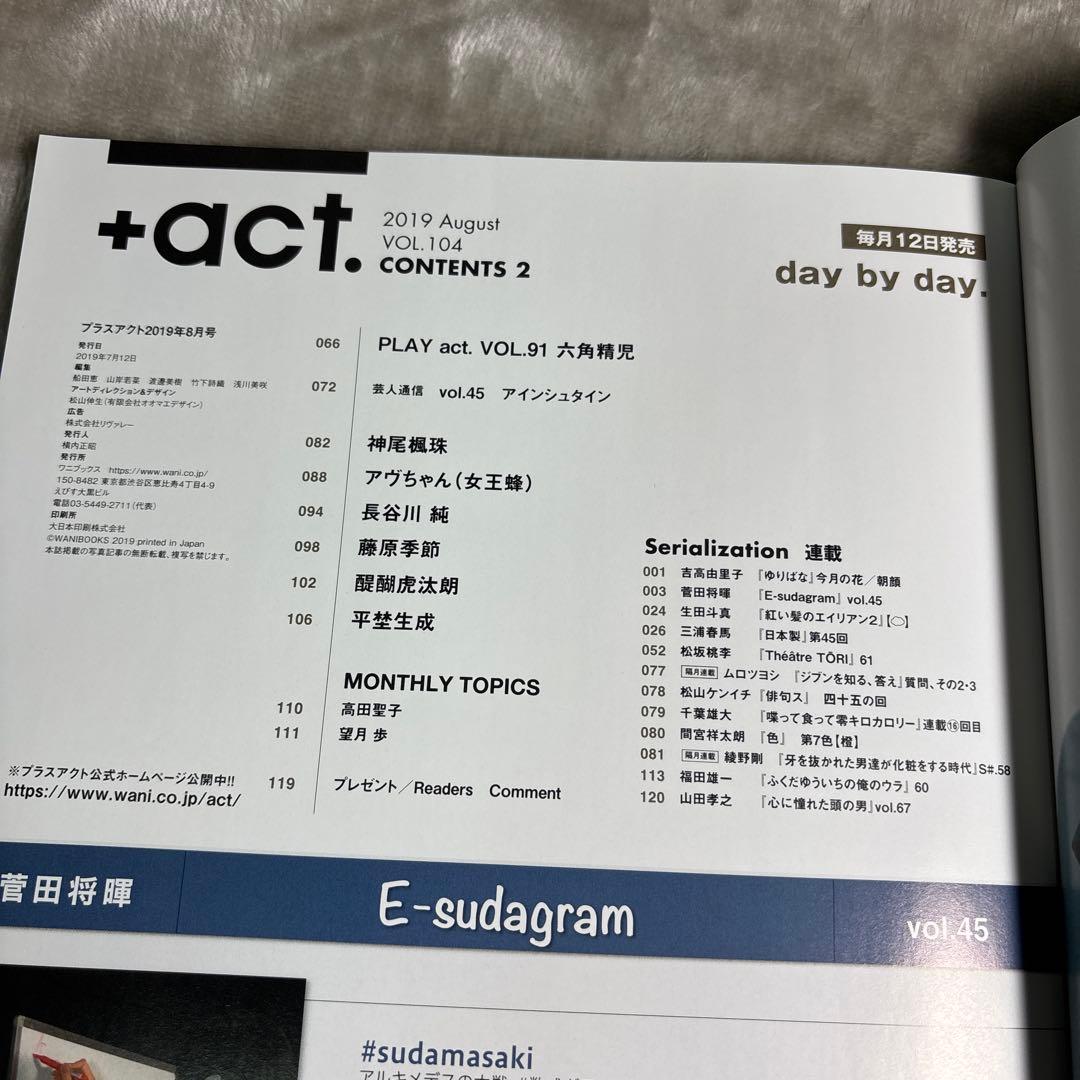 +act.
2019 August
VOL.104
CONTENTS 2
毎月12日発売
day by day.
プラスアクト2019年8月号
発行日
2019年7月12日
編集
船田恵 山岸若菜 渡邊美樹 竹下詩織 浅川美咲
アートディレクション&デザイン
松山伸生(有限会社オオマエデザイン)
広告
株式会社リヴァレー
発行人
横内正昭
発行所
ワニブックス https://www.wani.co.jp/
150-8482 東京都渋谷区恵比寿4丁目4-9
えびす大黒ビル
電話03-5449-2711(代表)
印刷所
大日本印刷株式会社
©WANIBOOKS 2019 printed in Japan
本誌掲載の写真記事の無断転載、複写を禁じます。
※プラスアクト公式ホームページ公開中!!
https://www.wani.co.jp/act/
066 PLAY act. VOL.91 六角精児
072 芸人通信 vol.45 アインシュタイン
082 神尾楓珠
088 アヴちゃん(女王蜂)
094 長谷川 純
098 藤原季節
102 醍醐虎汰朗
106 平埜生成
MONTHLY TOPICS
110 高田聖子
111 望月 歩
119 プレゼント/Readers Comment
Serialization 連載
001 吉高由里子 『ゆりばな』今月の花/朝顔
003 菅田将暉 『E-sudagram』 vol.45
024 生田斗真 『紅い髪のエイリアン2』【⬭】
026 三浦春馬 『日本製』第45回
052 松坂桃李 『Théâtre TŌRI』 61
077 隔月連載 ムロツヨシ 『ジブンを知る、答え』質問、その2・3
078 松山ケンイチ 『俳句ス』 四十五の回
079 千葉雄大 『喋って食って零キロカロリー』連載⑯回目
080 間宮祥太朗 『色』 第7色【橙】
081 隔月連載 綾野剛 『牙を抜かれた男達が化粧をする時代』S#.58
113 福田雄一 『ふくだゆういちの俺のウラ』 60
120 山田孝之 『心に憧れた頭の男』vol.67
菅田将暉
E-sudagram
vol.45
#sudamasaki